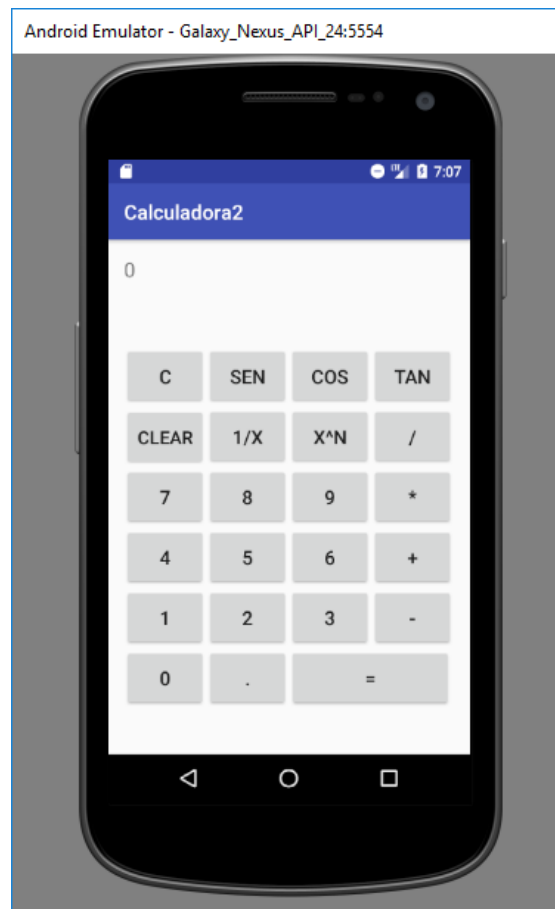 Android Emulator - Galaxy_Nexus_API_24:5554
7:07
Calculadora2
0
C SEN COS TAN
CLEAR 1/X X^N /
7 8 9 *
4 5 6 +
1 2 3 -
0 . =